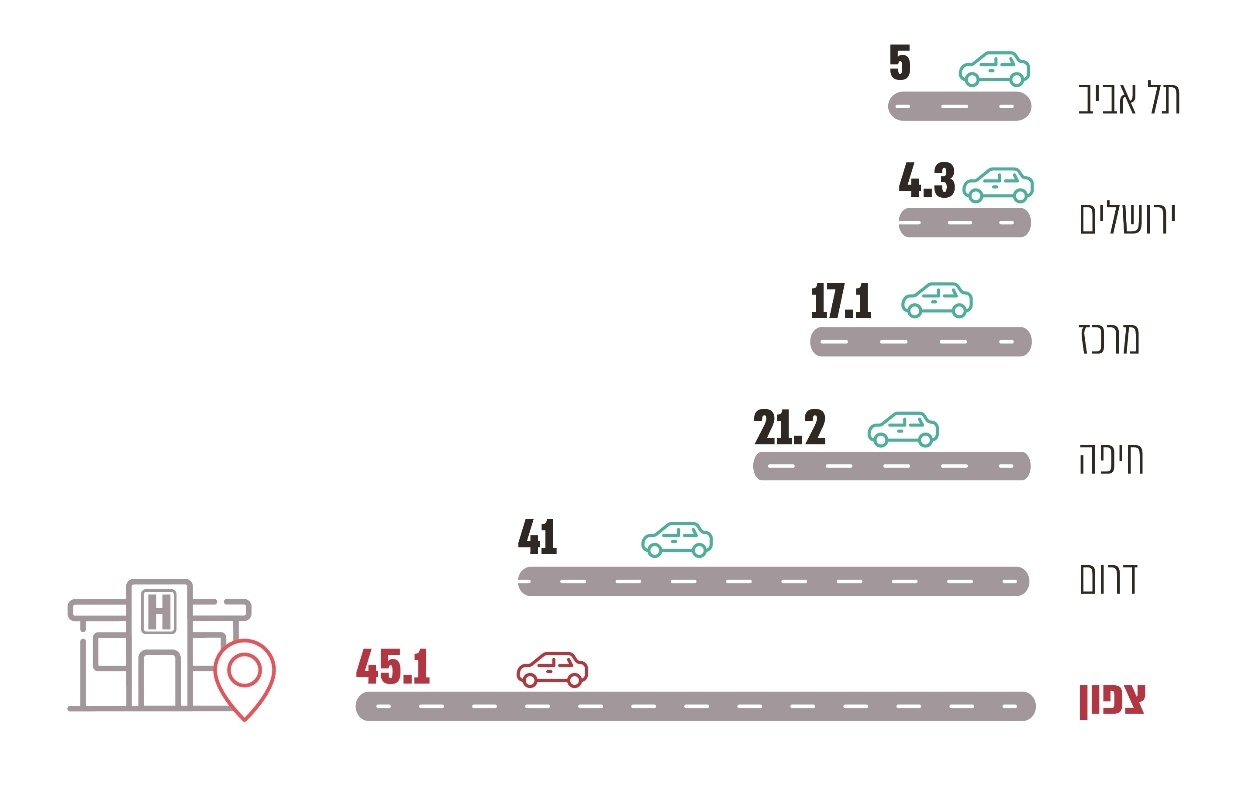 תל אביב 5
ירושלים 4.3
מרכז 17.1
חיפה 21.2
דרום 41
צפון 45.1
H